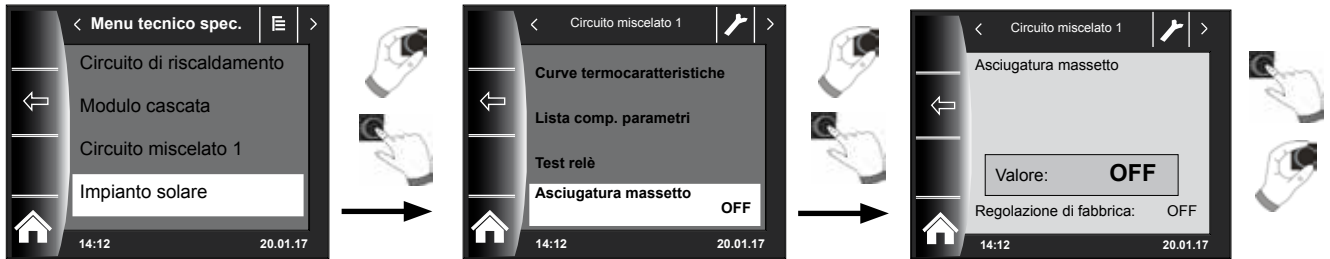 Menu tecnico spec.
Circuito di riscaldamento
Modulo cascata
Circuito miscelato 1
Impianto solare
14:12 20.01.17
Circuito miscelato 1
Curve termocaratteristiche
Lista comp. parametri
Test relè
Asciugatura massetto
OFF
14:12 20.01.17
Circuito miscelato 1
Asciugatura massetto
Valore: OFF
Regolazione di fabbrica: OFF
14:12 20.01.17